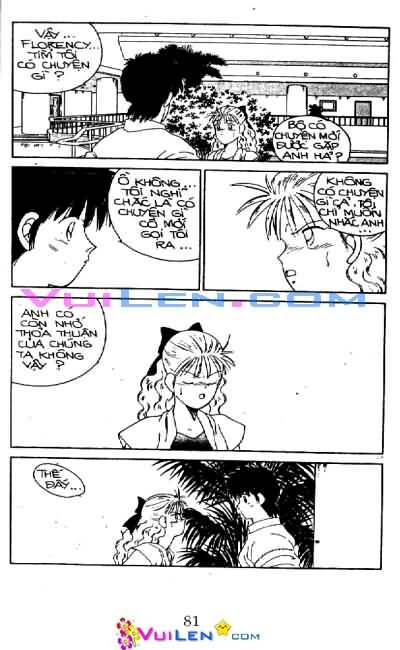 VẬY...
FLORENCY...
TÌM TÔI
CÓ CHUYỆN
GÌ ?
BỘ CÓ
CHUYỆN MỚI
ĐƯỢC GẶP
ANH HẢ ?
Ồ KHÔNG...
TÔI NGHĨ
CHẮC LÀ CÓ
CHUYỆN GÌ
CÔ MỚI
GỌI TÔI
RA...
KHÔNG
CÓ CHUYỆN
GÌ CẢ, TÔI
CHỈ MUỐN
NHẮC ANH...
VuiLen.com
ANH CÓ
CÒN NHỚ
THỎA THUẬN
CỦA CHÚNG
TA KHÔNG
VẬY ?
THÌ
ĐÂY...
81
VuiLen.com